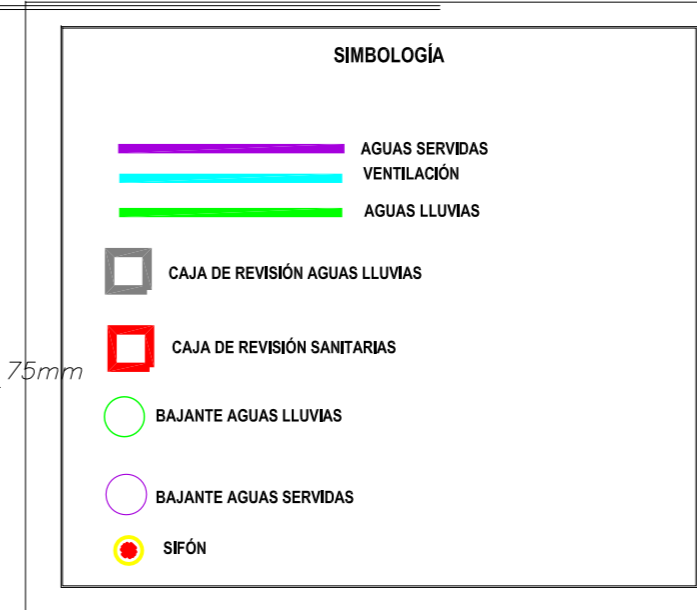 SIMBOLOGÍA
AGUAS SERVIDAS
VENTILACIÓN
AGUAS LLUVIAS
CAJA DE REVISIÓN AGUAS LLUVIAS
CAJA DE REVISIÓN SANITARIAS
75mm
BAJANTE AGUAS LLUVIAS
BAJANTE AGUAS SERVIDAS
SIFÓN